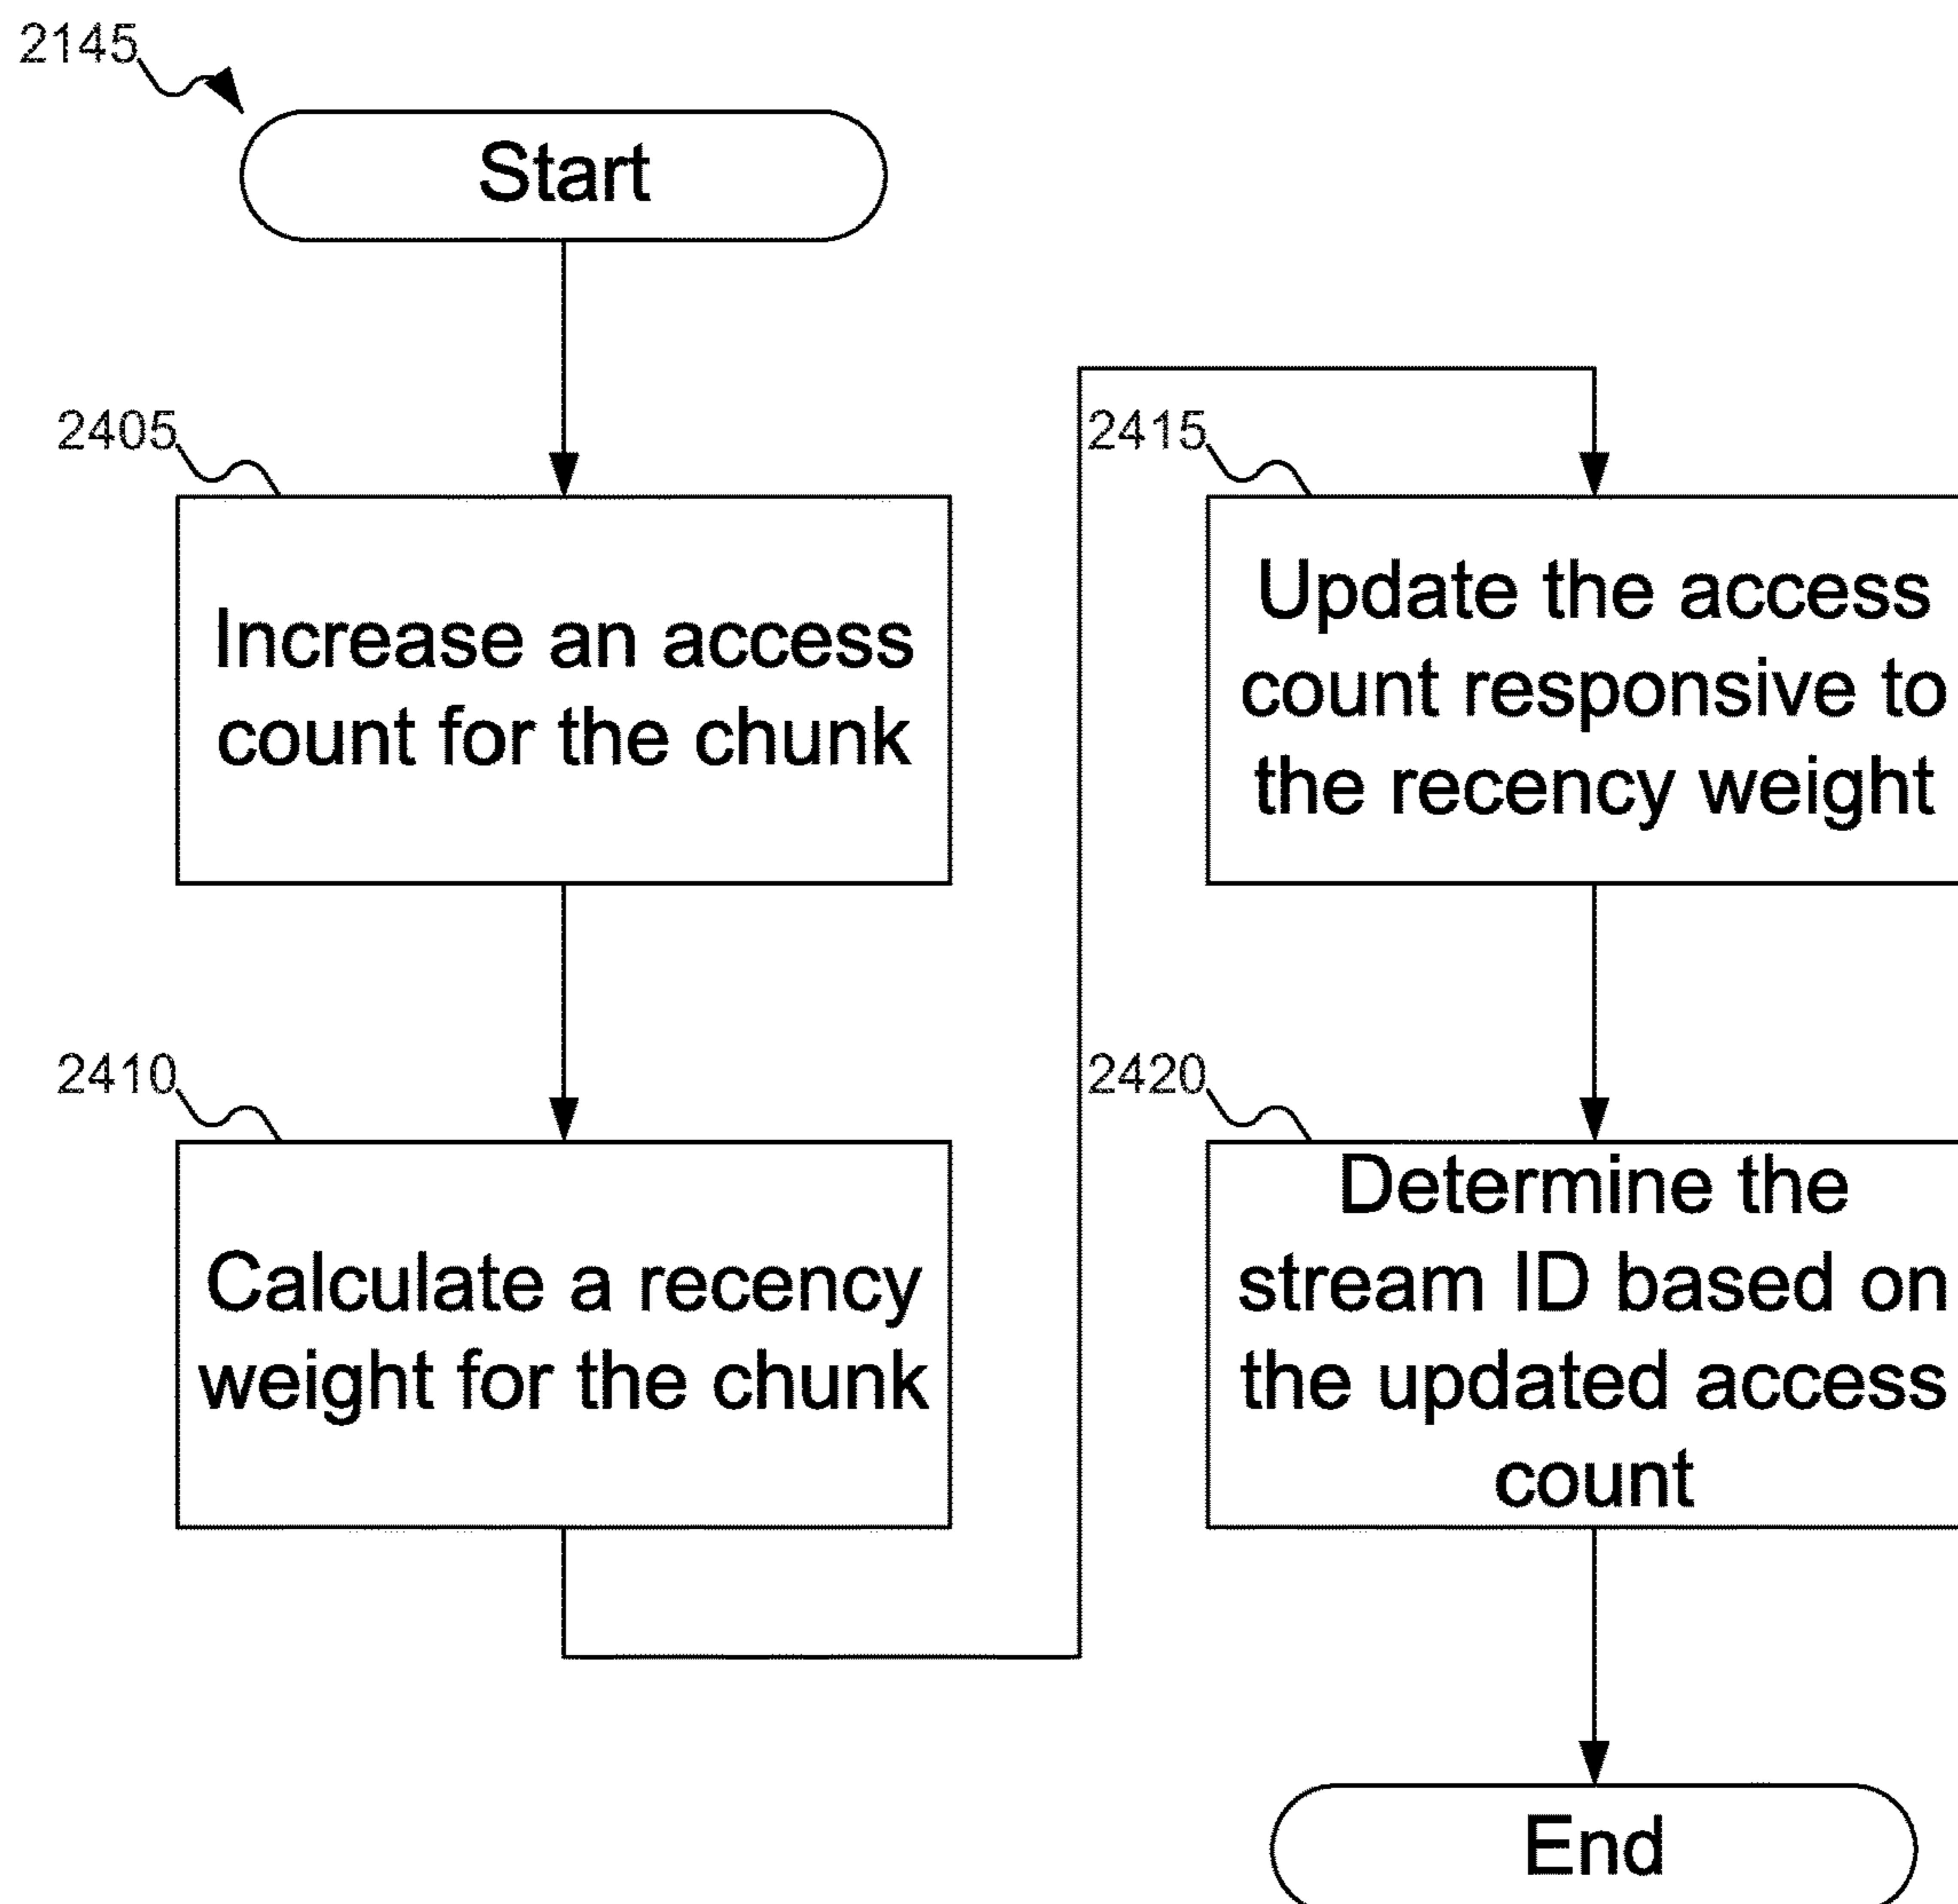 2145
Start
2405
Increase an access
count for the chunk
2410
Calculate a recency
weight for the chunk
2415
Update the access
count responsive to
the recency weight
2420
Determine the
stream ID based on
the updated access
count
End